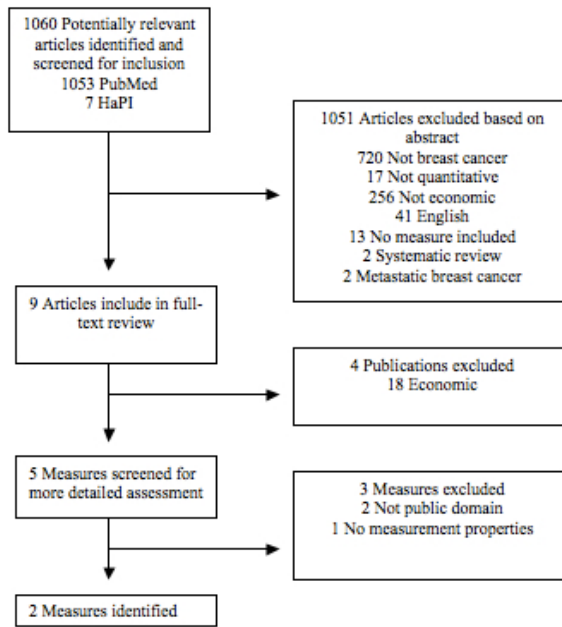 1060 Potentially relevant
articles identified and
screened for inclusion
1053 PubMed
7 HaPI
1051 Articles excluded based on
abstract
720 Not breast cancer
17 Not quantitative
256 Not economic
41 English
13 No measure included
2 Systematic review
2 Metastatic breast cancer
9 Articles include in full-
text review
4 Publications excluded
18 Economic
5 Measures screened for
more detailed assessment
3 Measures excluded
2 Not public domain
1 No measurement properties
2 Measures identified